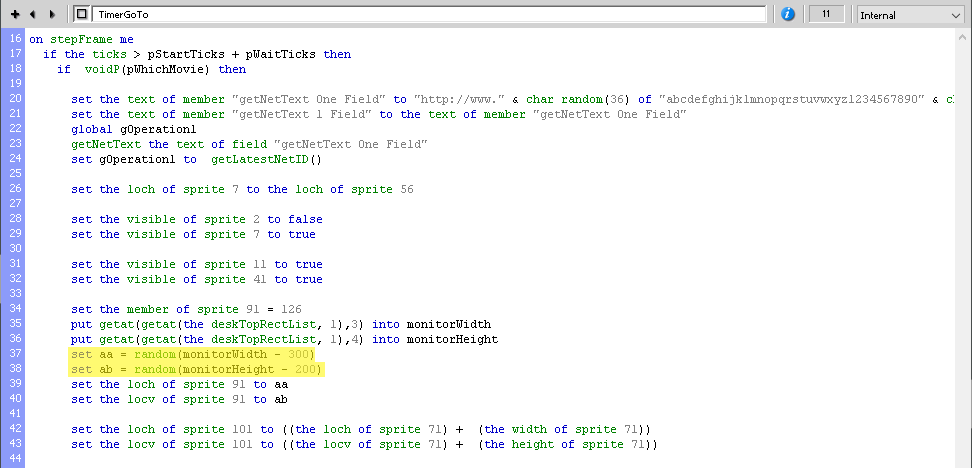 TimerGoTo 11 Internal
16 on stepFrame me
17 if the ticks > pStartTicks + pWaitTicks then
18 if voidP(pWhichMovie) then
19
20 set the text of member "getNetText One Field" to "http://www." & char random(36) of "abcdefghijklmnopqrstuvwxyz1234567890" & c
21 set the text of member "getNetText 1 Field" to the text of member "getNetText One Field"
22 global gOperation1
23 getNetText the text of field "getNetText One Field"
24 set gOperation1 to getLatestNetID()
25
26 set the loch of sprite 7 to the loch of sprite 56
27
28 set the visible of sprite 2 to false
29 set the visible of sprite 7 to true
30
31 set the visible of sprite 11 to true
32 set the visible of sprite 41 to true
33
34 set the member of sprite 91 = 126
35 put getat(getat(the deskTopRectList, 1),3) into monitorWidth
36 put getat(getat(the deskTopRectList, 1),4) into monitorHeight
37 set aa = random(monitorWidth - 300)
38 set ab = random(monitorHeight - 200)
39 set the loch of sprite 91 to aa
40 set the locv of sprite 91 to ab
41
42 set the loch of sprite 101 to ((the loch of sprite 71) + (the width of sprite 71))
43 set the locv of sprite 101 to ((the locv of sprite 71) + (the height of sprite 71))
44